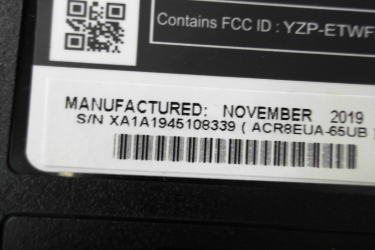 Contains FCC ID : YZP-ETWF
MANUFACTURED: NOVEMBER 2019
S/N XA1A1945108339 ( ACR8EUA-65UB )